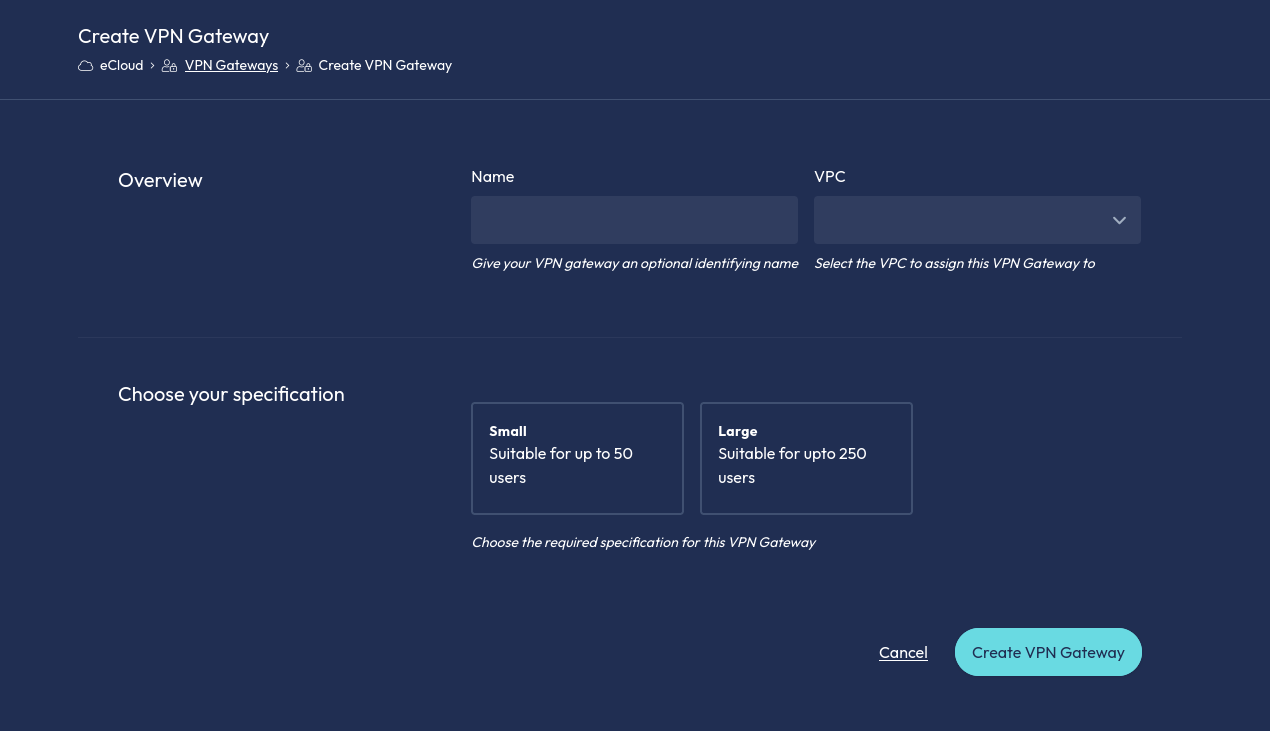 Create VPN Gateway
eCloud > VPN Gateways > Create VPN Gateway
Overview
Name
VPC
Give your VPN gateway an optional identifying name
Select the VPC to assign this VPN Gateway to
Choose your specification
Small
Suitable for up to 50
users
Large
Suitable for upto 250
users
Choose the required specification for this VPN Gateway
Cancel
Create VPN Gateway